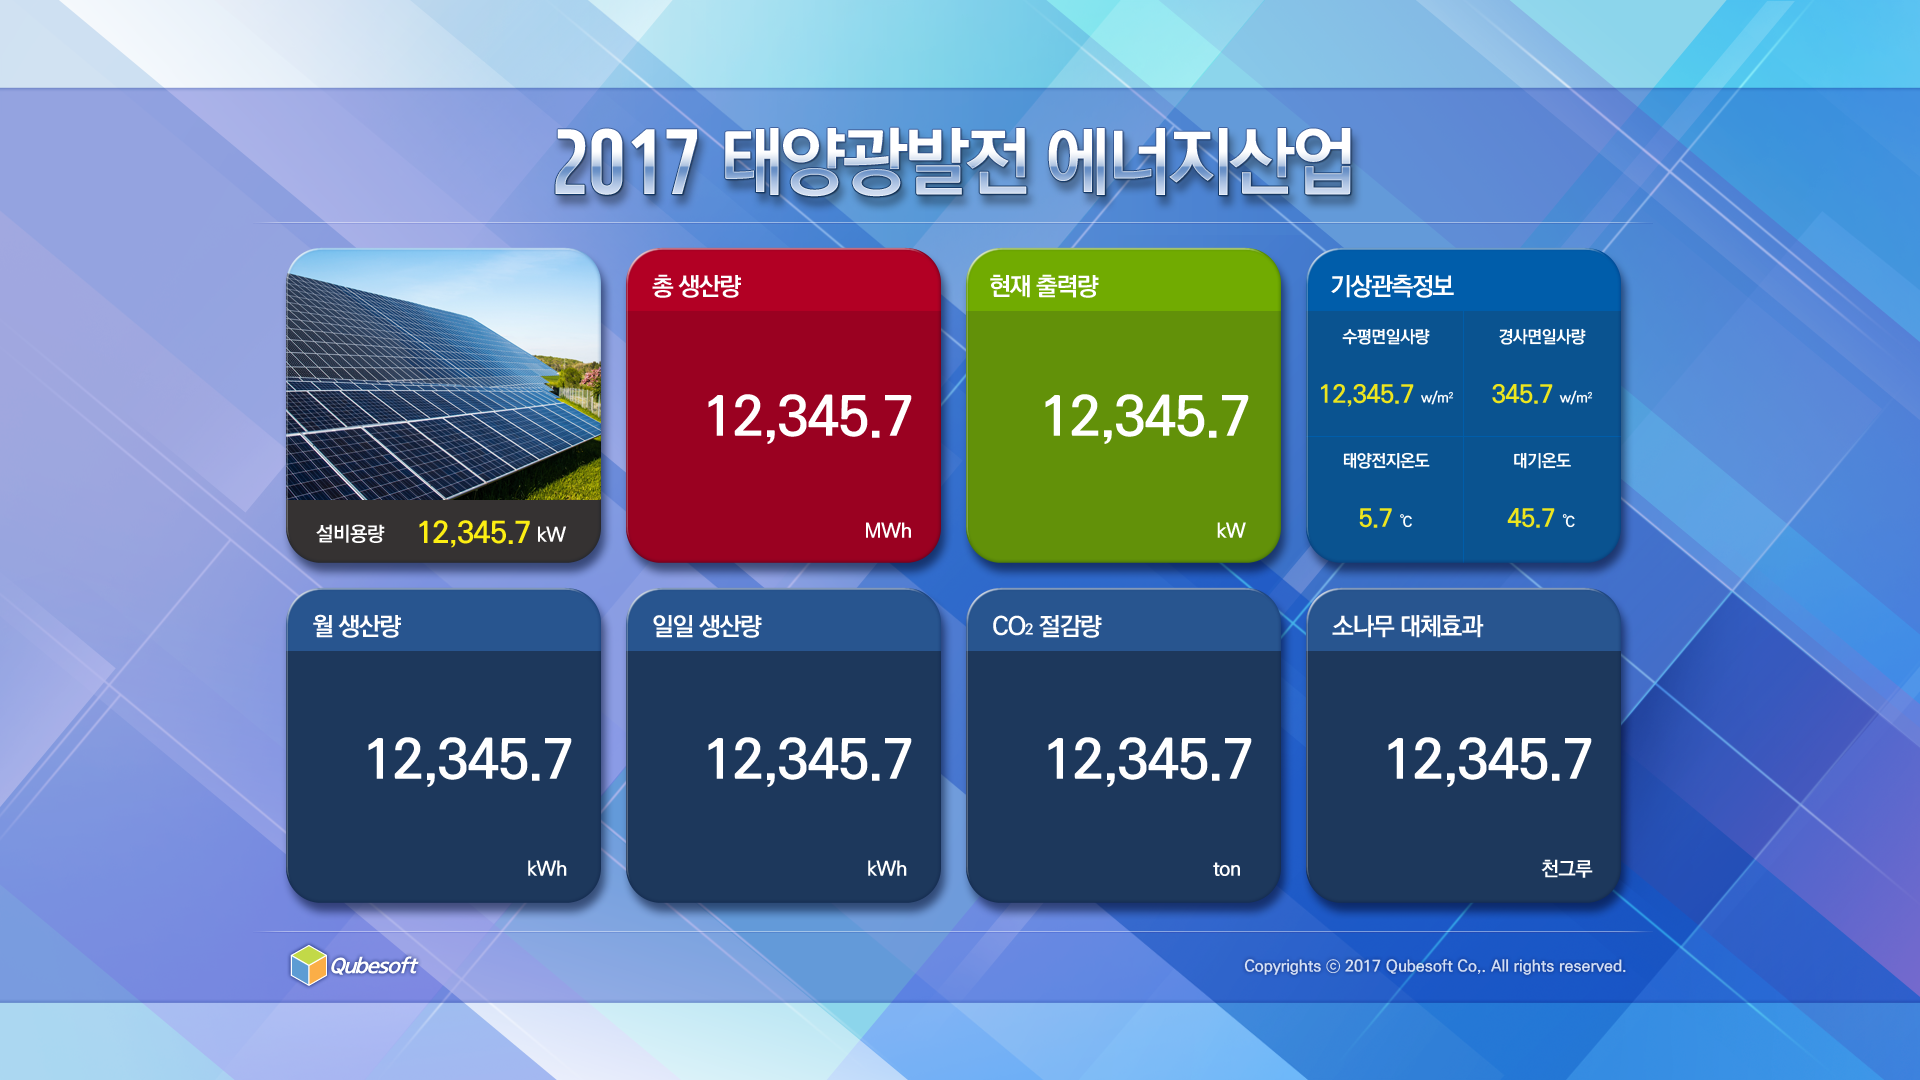 2017 태양광발전 에너지산업
설비용량 12,345.7 kW
총 생산량
12,345.7
MWh
현재 출력량
12,345.7
kW
기상관측정보
수평면일사량
12,345.7 w/m²
경사면일사량
345.7 w/m²
태양전지온도
5.7 ℃
대기온도
45.7 ℃
월 생산량
12,345.7
kWh
일일 생산량
12,345.7
kWh
CO₂ 절감량
12,345.7
ton
소나무 대체효과
12,345.7
천그루
Qubesoft
Copyrights ⓒ 2017 Qubesoft Co,. All rights reserved.